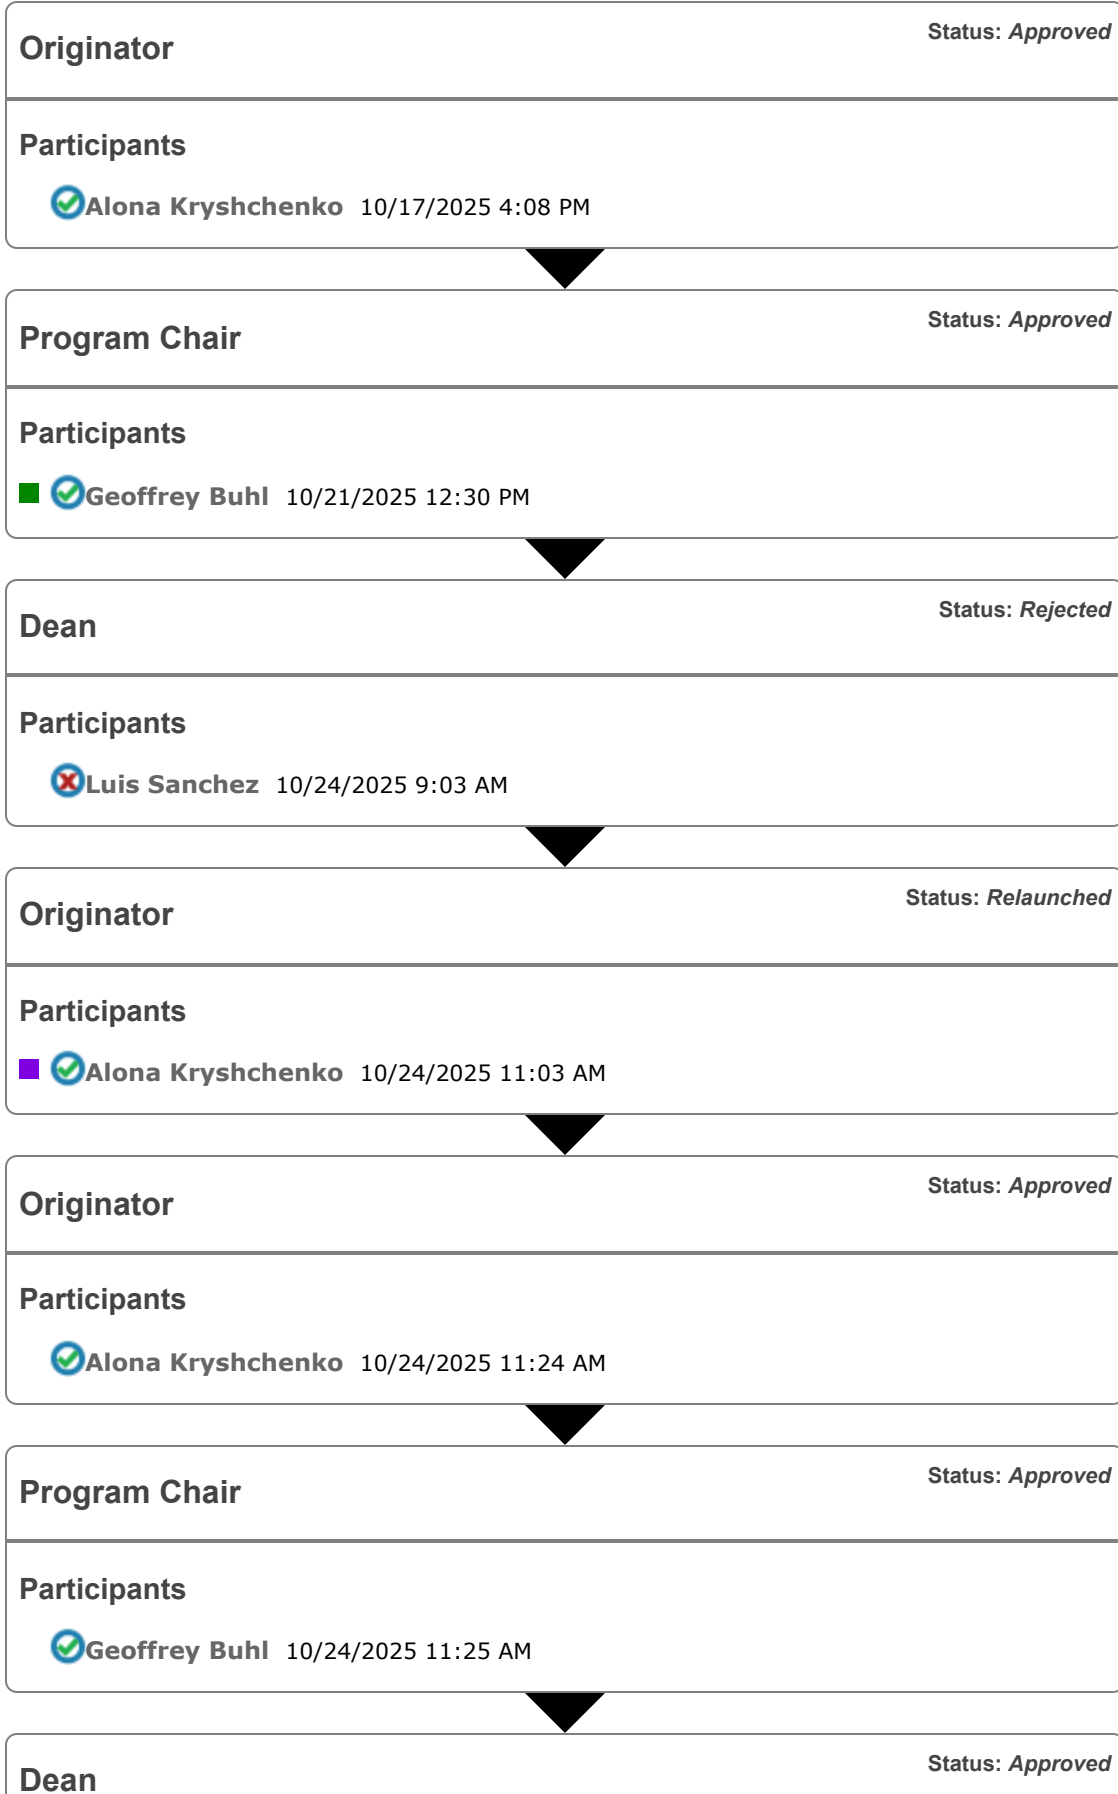 Originator
Status: Approved
Participants
Alona Kryshchenko 10/17/2025 4:08 PM
Program Chair
Status: Approved
Participants
Geoffrey Buhl 10/21/2025 12:30 PM
Dean
Status: Rejected
Participants
Luis Sanchez 10/24/2025 9:03 AM
Originator
Status: Relaunched
Participants
Alona Kryshchenko 10/24/2025 11:03 AM
Originator
Status: Approved
Participants
Alona Kryshchenko 10/24/2025 11:24 AM
Program Chair
Status: Approved
Participants
Geoffrey Buhl 10/24/2025 11:25 AM
Dean
Status: Approved